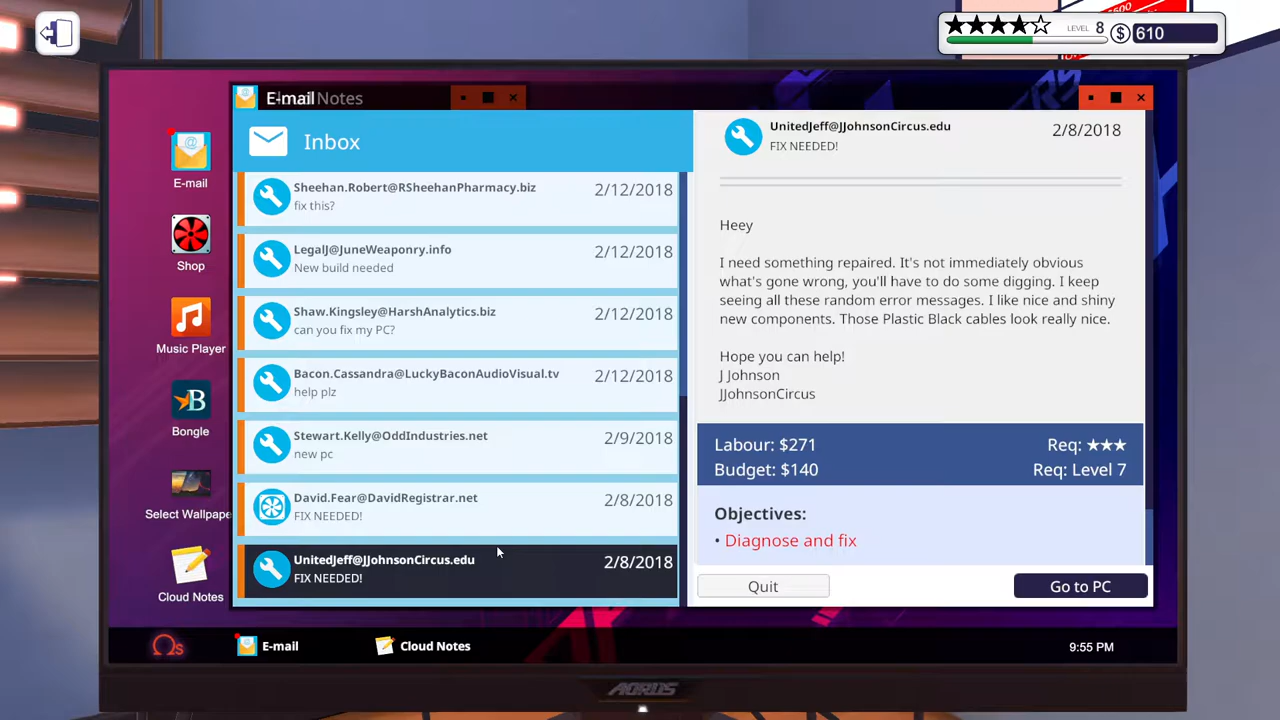 LEVEL 8
$ 610
E-mail Notes
Inbox
UnitedJeff@JJohnsonCircus.edu 2/8/2018
FIX NEEDED!
E-mail
Shop
Music Player
Bongle
Select Wallpape
Cloud Notes
Sheehan.Robert@RSheehanPharmacy.biz 2/12/2018
fix this?
LegalJ@JuneWeaponry.info 2/12/2018
New build needed
Shaw.Kingsley@HarshAnalytics.biz 2/12/2018
can you fix my PC?
Bacon.Cassandra@LuckyBaconAudioVisual.tv 2/12/2018
help plz
Stewart.Kelly@OddIndustries.net 2/9/2018
new pc
David.Fear@DavidRegistrar.net 2/8/2018
FIX NEEDED!
UnitedJeff@JJohnsonCircus.edu 2/8/2018
FIX NEEDED!
Heey
I need something repaired. It's not immediately obvious
what's gone wrong, you'll have to do some digging. I keep
seeing all these random error messages. I like nice and shiny
new components. Those Plastic Black cables look really nice.
Hope you can help!
J Johnson
JJohnsonCircus
Labour: $271 Req: ★★★
Budget: $140 Req: Level 7
Objectives:
• Diagnose and fix
Quit Go to PC
Ωs E-mail Cloud Notes 9:55 PM
AORUS